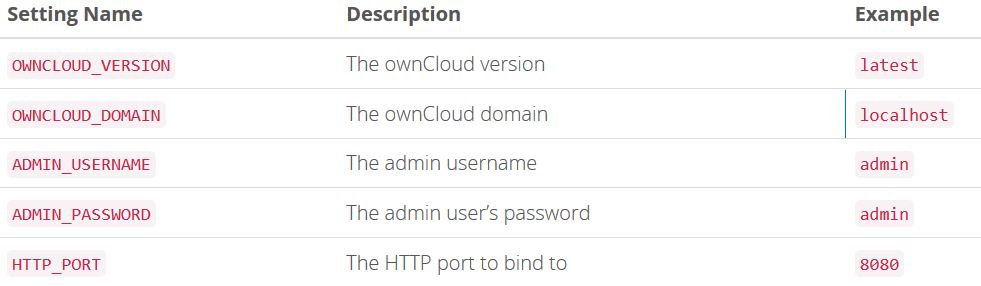 Setting Name Description Example
OWNCLOUD_VERSION The ownCloud version latest
OWNCLOUD_DOMAIN The ownCloud domain localhost
ADMIN_USERNAME The admin username admin
ADMIN_PASSWORD The admin user’s password admin
HTTP_PORT The HTTP port to bind to 8080